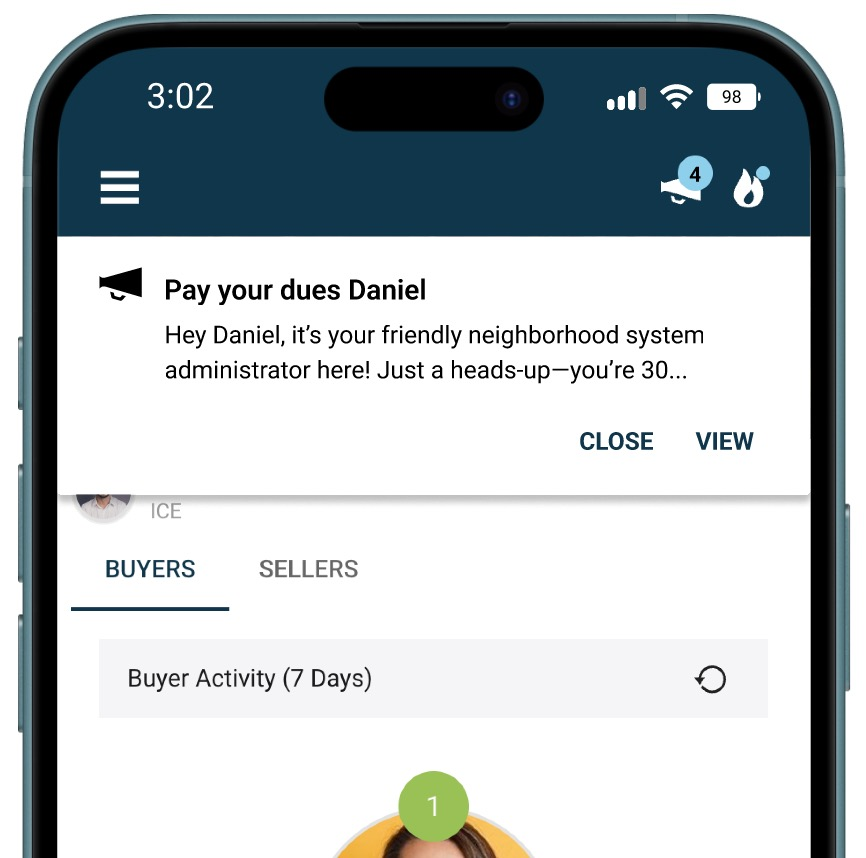 3:02
98
4
Pay your dues Daniel
Hey Daniel, it’s your friendly neighborhood system
administrator here! Just a heads-up—you’re 30...
CLOSE VIEW
ICE
BUYERS SELLERS
Buyer Activity (7 Days)
1